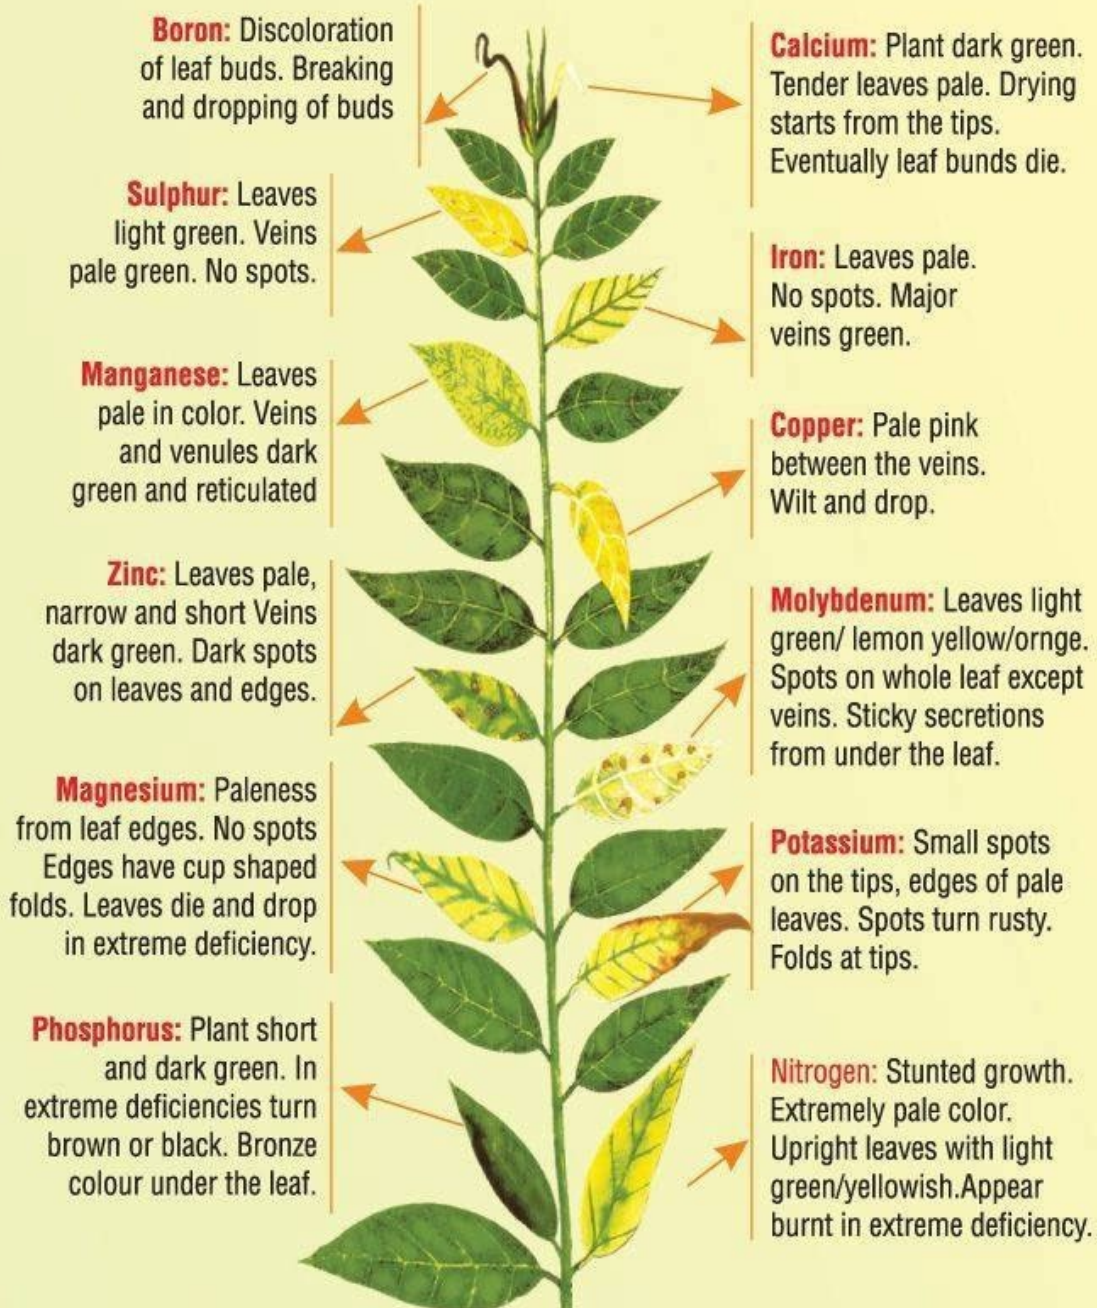 Boron: Discoloration
of leaf buds. Breaking
and dropping of buds
Sulphur: Leaves
light green. Veins
pale green. No spots.
Manganese: Leaves
pale in color. Veins
and venules dark
green and reticulated
Zinc: Leaves pale,
narrow and short Veins
dark green. Dark spots
on leaves and edges.
Magnesium: Paleness
from leaf edges. No spots
Edges have cup shaped
folds. Leaves die and drop
in extreme deficiency.
Phosphorus: Plant short
and dark green. In
extreme deficiencies turn
brown or black. Bronze
colour under the leaf.
Calcium: Plant dark green.
Tender leaves pale. Drying
starts from the tips.
Eventually leaf bunds die.
Iron: Leaves pale.
No spots. Major
veins green.
Copper: Pale pink
between the veins.
Wilt and drop.
Molybdenum: Leaves light
green/ lemon yellow/ornge.
Spots on whole leaf except
veins. Sticky secretions
from under the leaf.
Potassium: Small spots
on the tips, edges of pale
leaves. Spots turn rusty.
Folds at tips.
Nitrogen: Stunted growth.
Extremely pale color.
Upright leaves with light
green/yellowish.Appear
burnt in extreme deficiency.